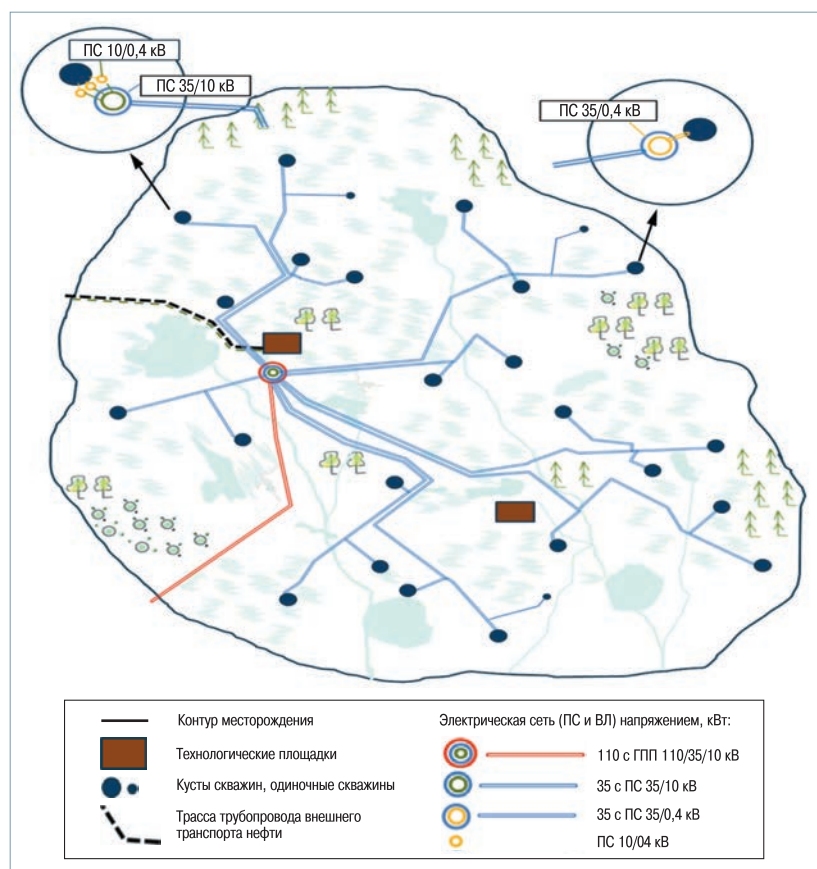 ПС 10/0,4 кВ
ПС 35/10 кВ
ПС 35/0,4 кВ
Контур месторождения
Технологические площадки
Кусты скважин, одиночные скважины
Трасса трубопровода внешнего
транспорта нефти
Электрическая сеть (ПС и ВЛ) напряжением, кВт:
110 с ГПП 110/35/10 кВ
35 с ПС 35/10 кВ
35 с ПС 35/0,4 кВ
ПС 10/04 кВ